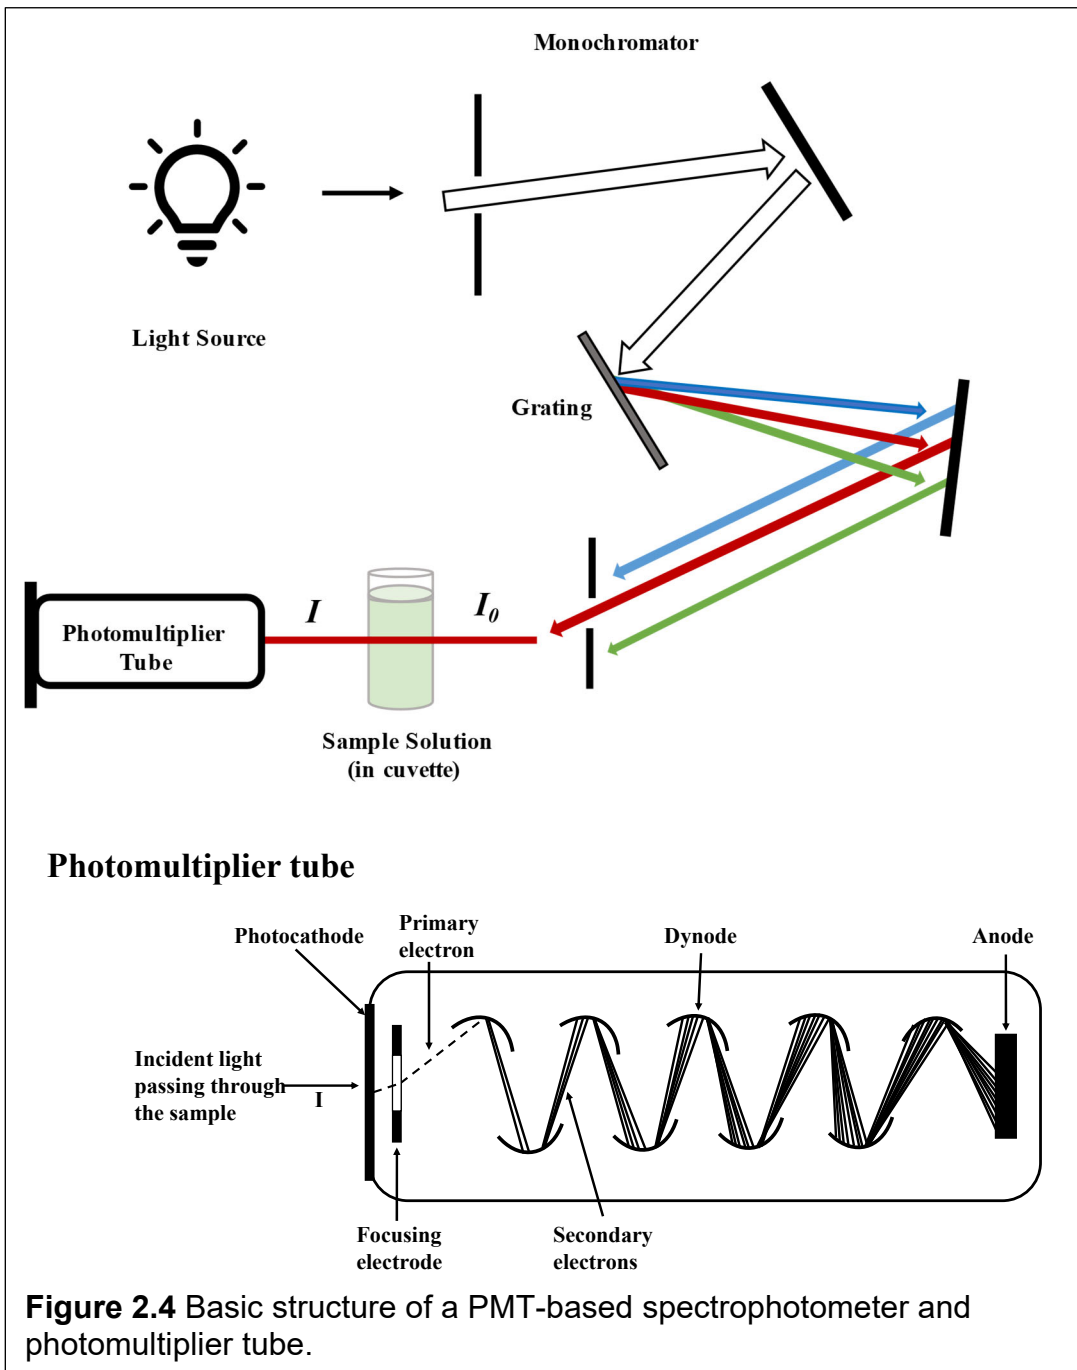 Monochromator
Light Source
Grating
I
I0
Photomultiplier
Tube
Sample Solution
(in cuvette)
Photomultiplier tube
Photocathode
Primary
electron
Dynode
Anode
Incident light
passing through
the sample
I
Focusing
electrode
Secondary
electrons
Figure 2.4 Basic structure of a PMT-based spectrophotometer and
photomultiplier tube.